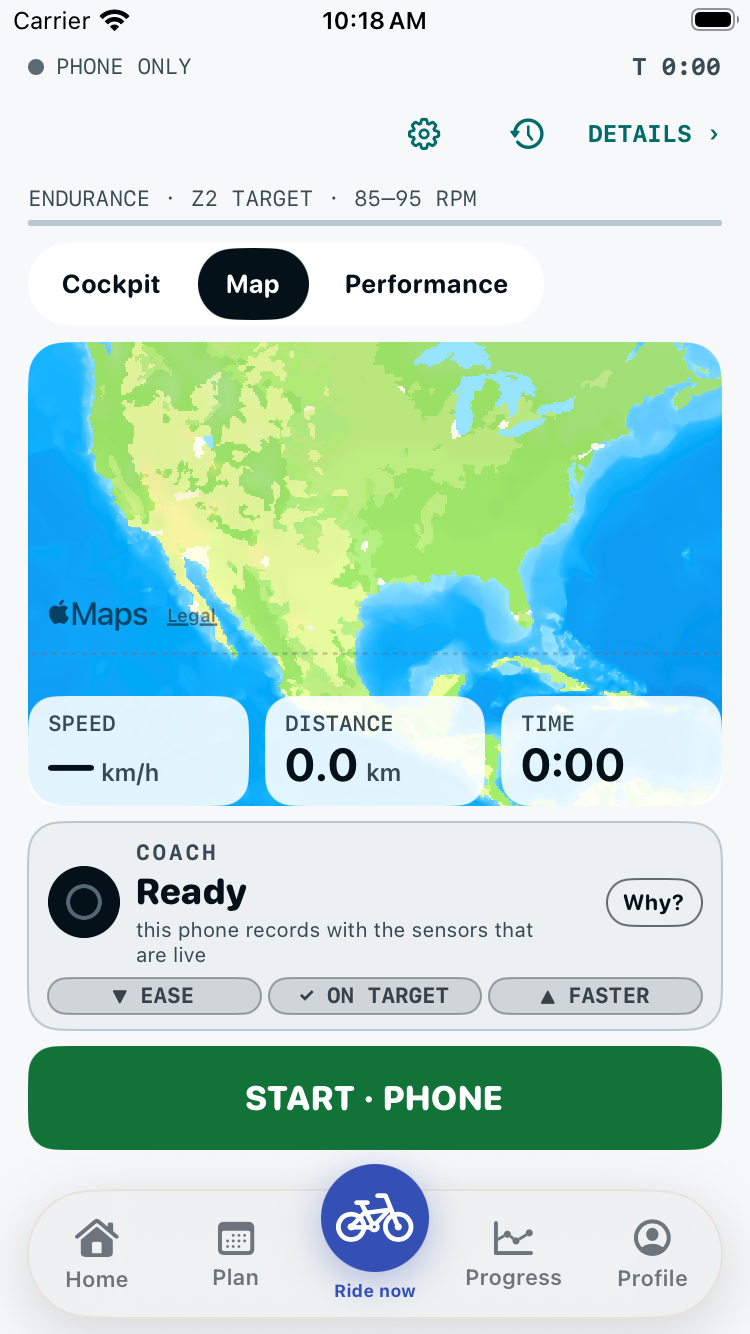 Carrier 10:18 AM
PHONE ONLY T 0:00
DETAILS ›
ENDURANCE · Z2 TARGET · 85—95 RPM
Cockpit Map Performance
Maps Legal
SPEED DISTANCE TIME
— km/h 0.0 km 0:00
COACH
Ready
Why?
this phone records with the sensors that
are live
▼ EASE ✓ ON TARGET ▲ FASTER
START · PHONE
Home Plan Ride now Progress Profile